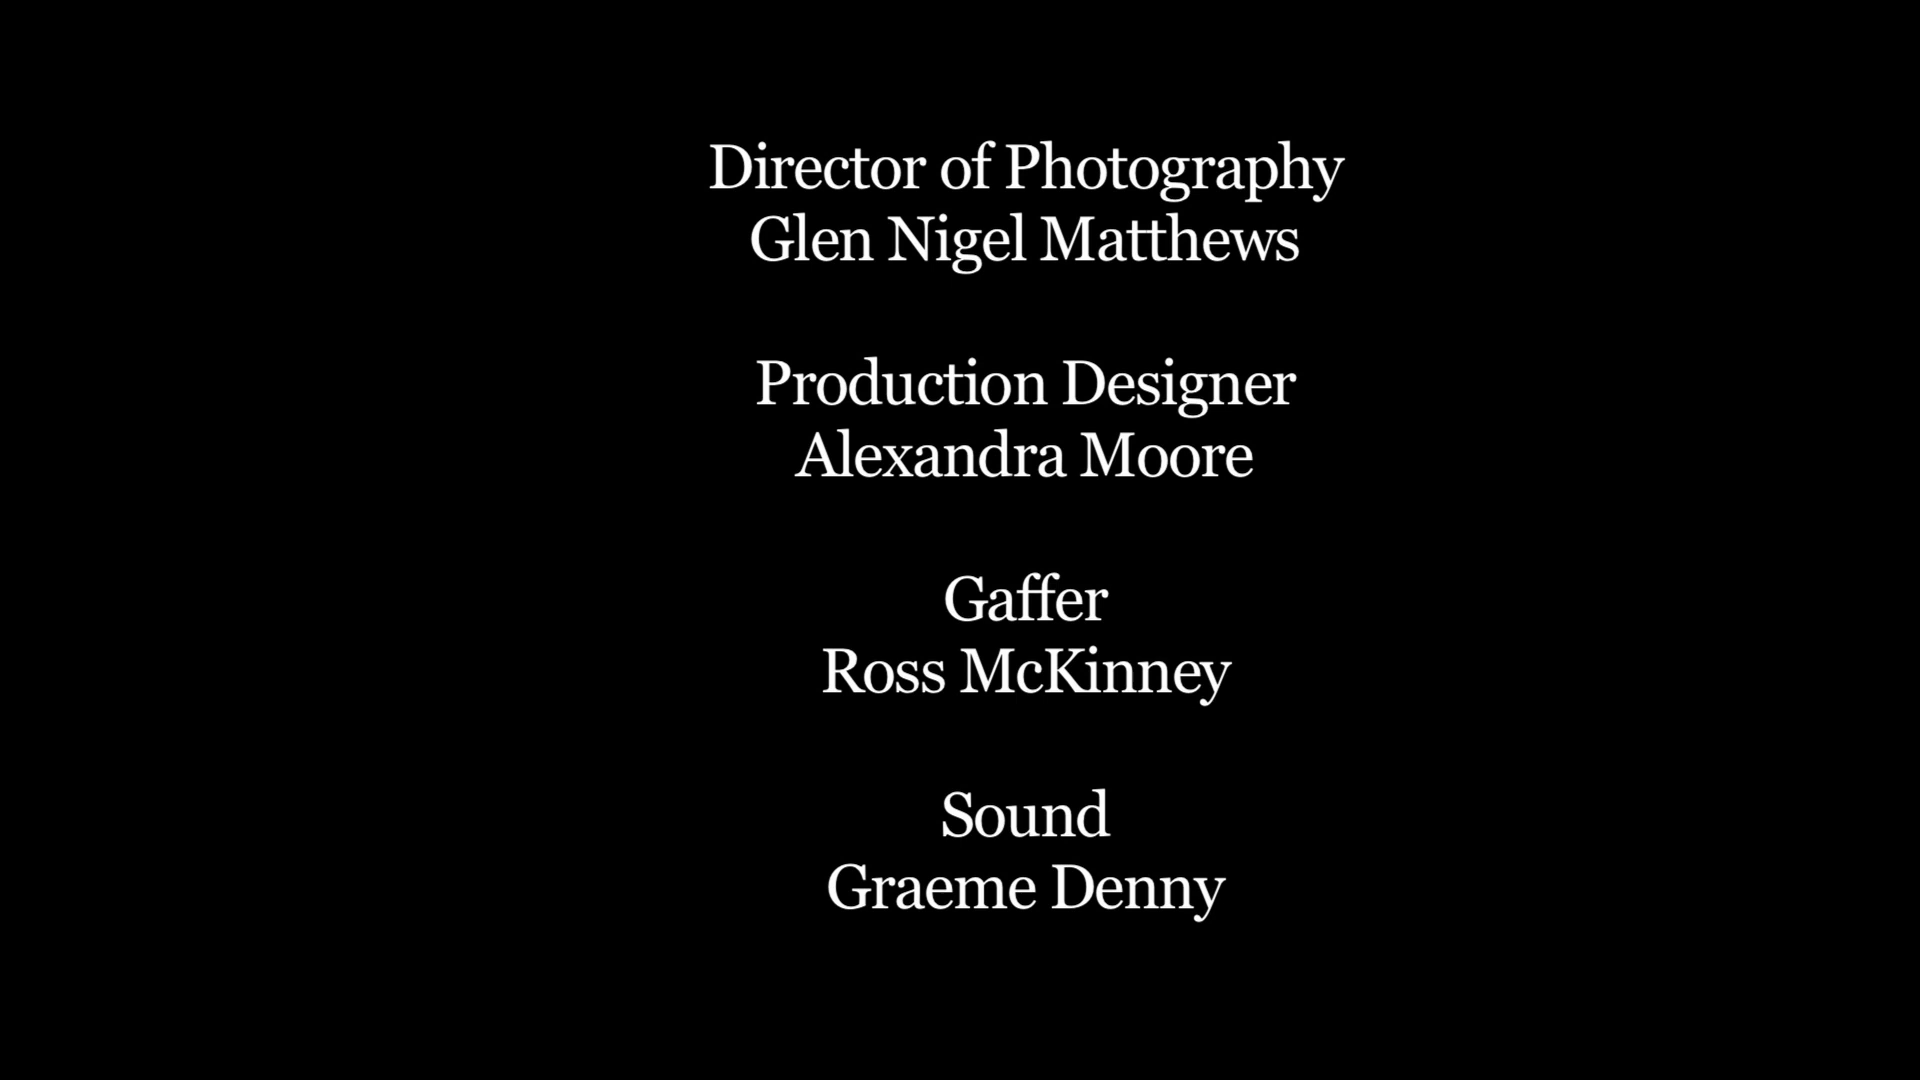 Director of Photography
Glen Nigel Matthews
Production Designer
Alexandra Moore
Gaffer
Ross McKinney
Sound
Graeme Denny